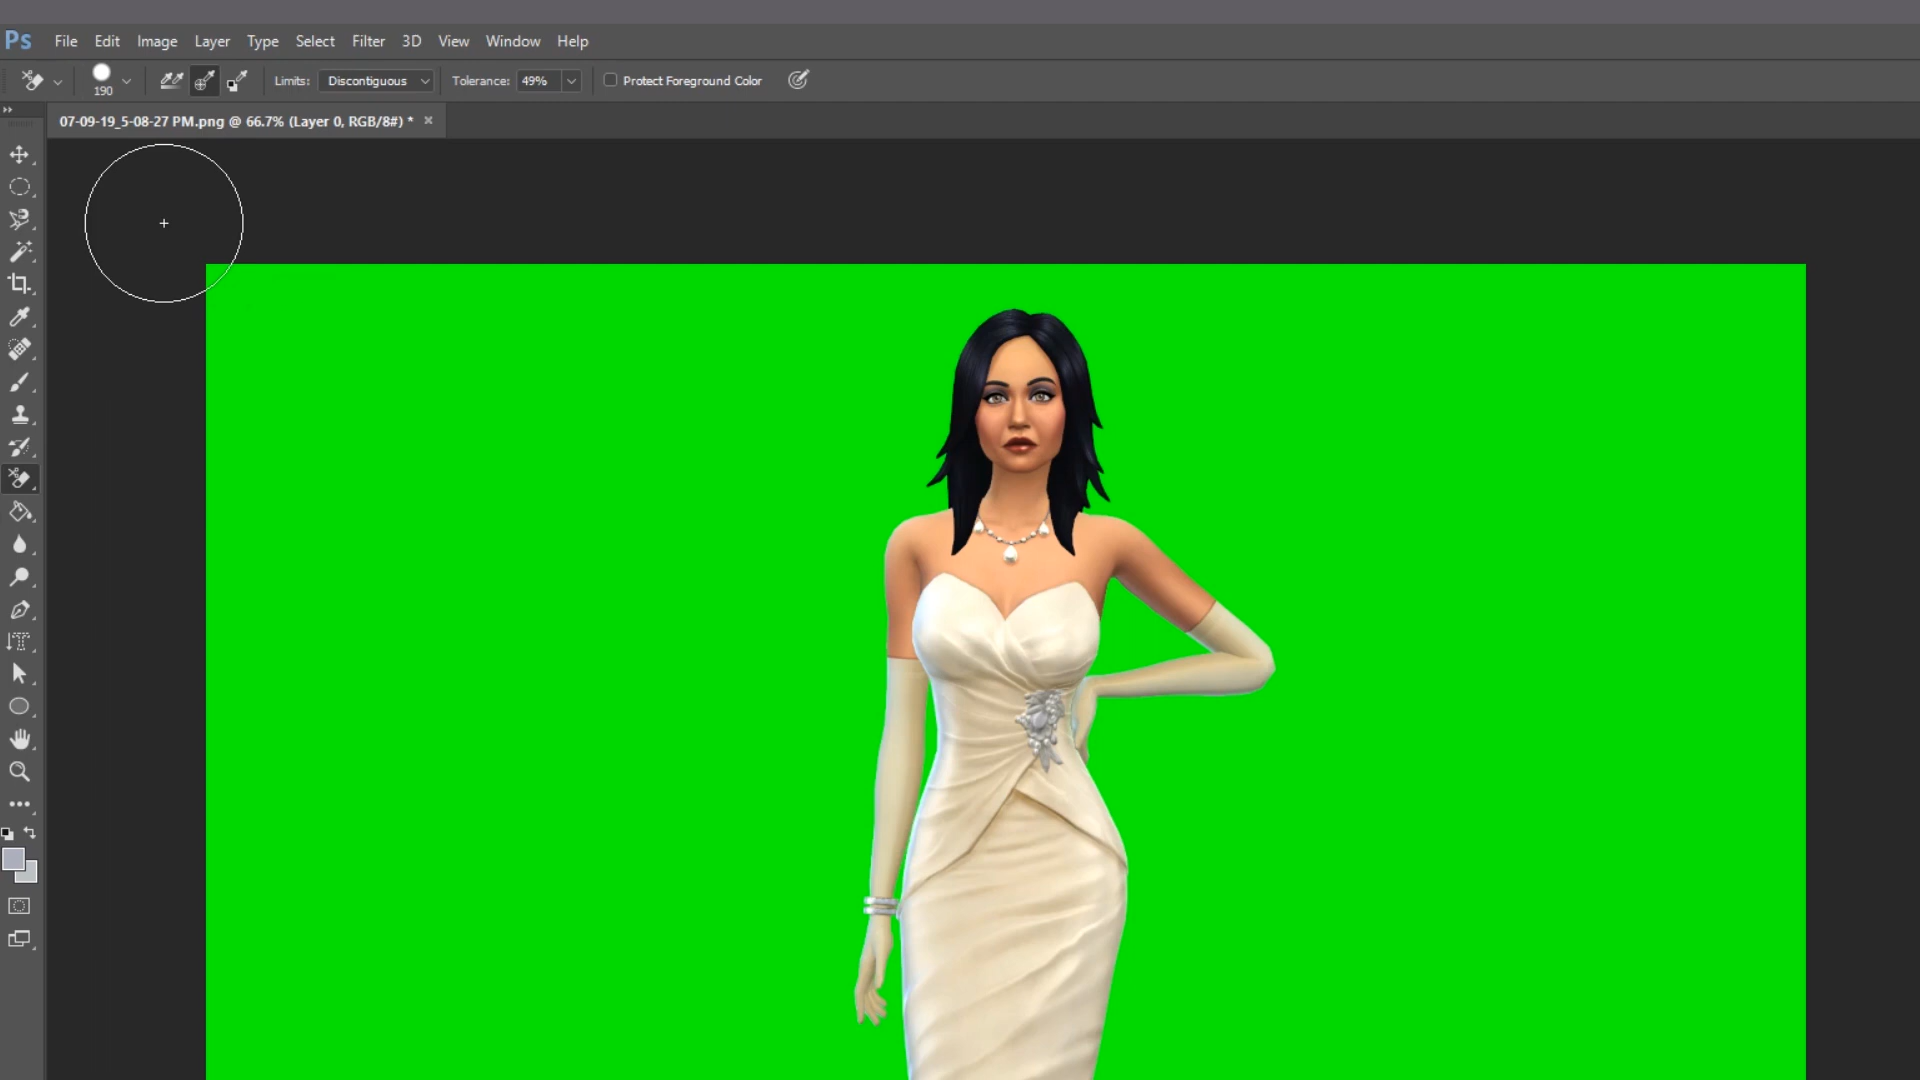 Ps File Edit Image Layer Type Select Filter 3D View Window Help
190 Limits: Discontiguous Tolerance: 49% Protect Foreground Color
07-09-19_5-08-27 PM.png @ 66.7% (Layer 0, RGB/8#) * ×